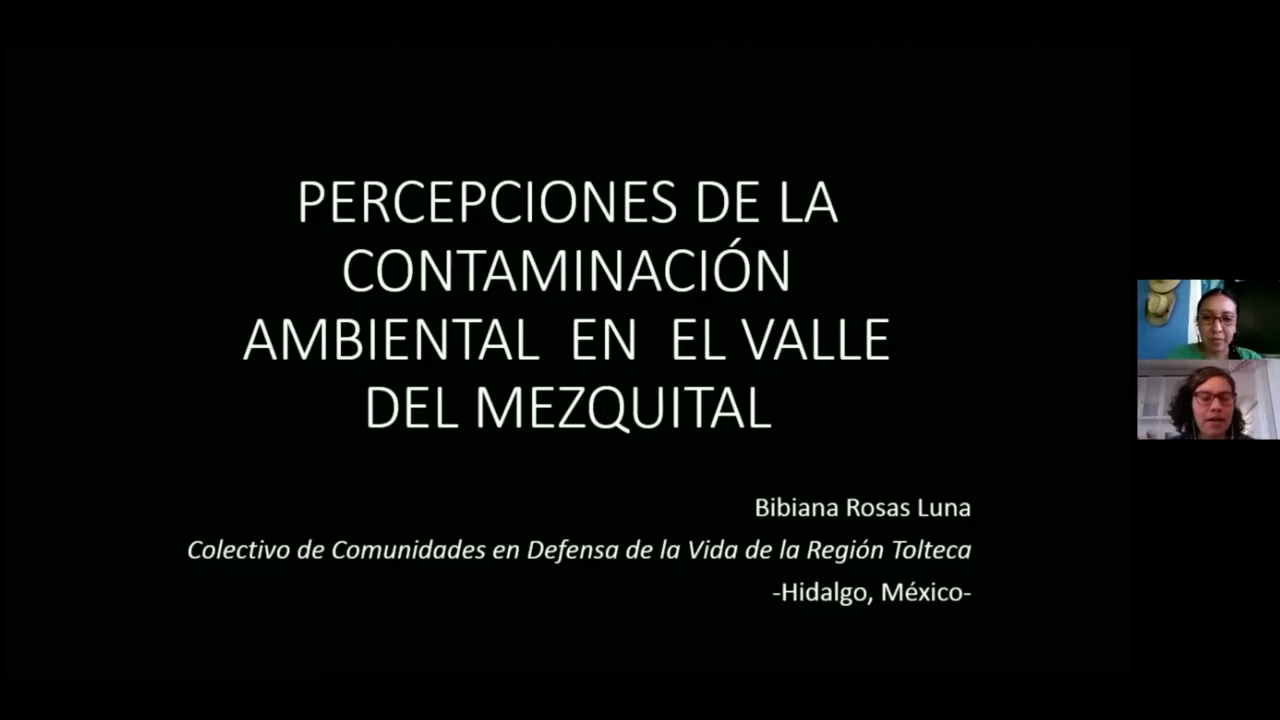 PERCEPCIONES DE LA
CONTAMINACIÓN
AMBIENTAL EN EL VALLE
DEL MEZQUITAL
Bibiana Rosas Luna
Colectivo de Comunidades en Defensa de la Vida de la Región Tolteca
-Hidalgo, México-